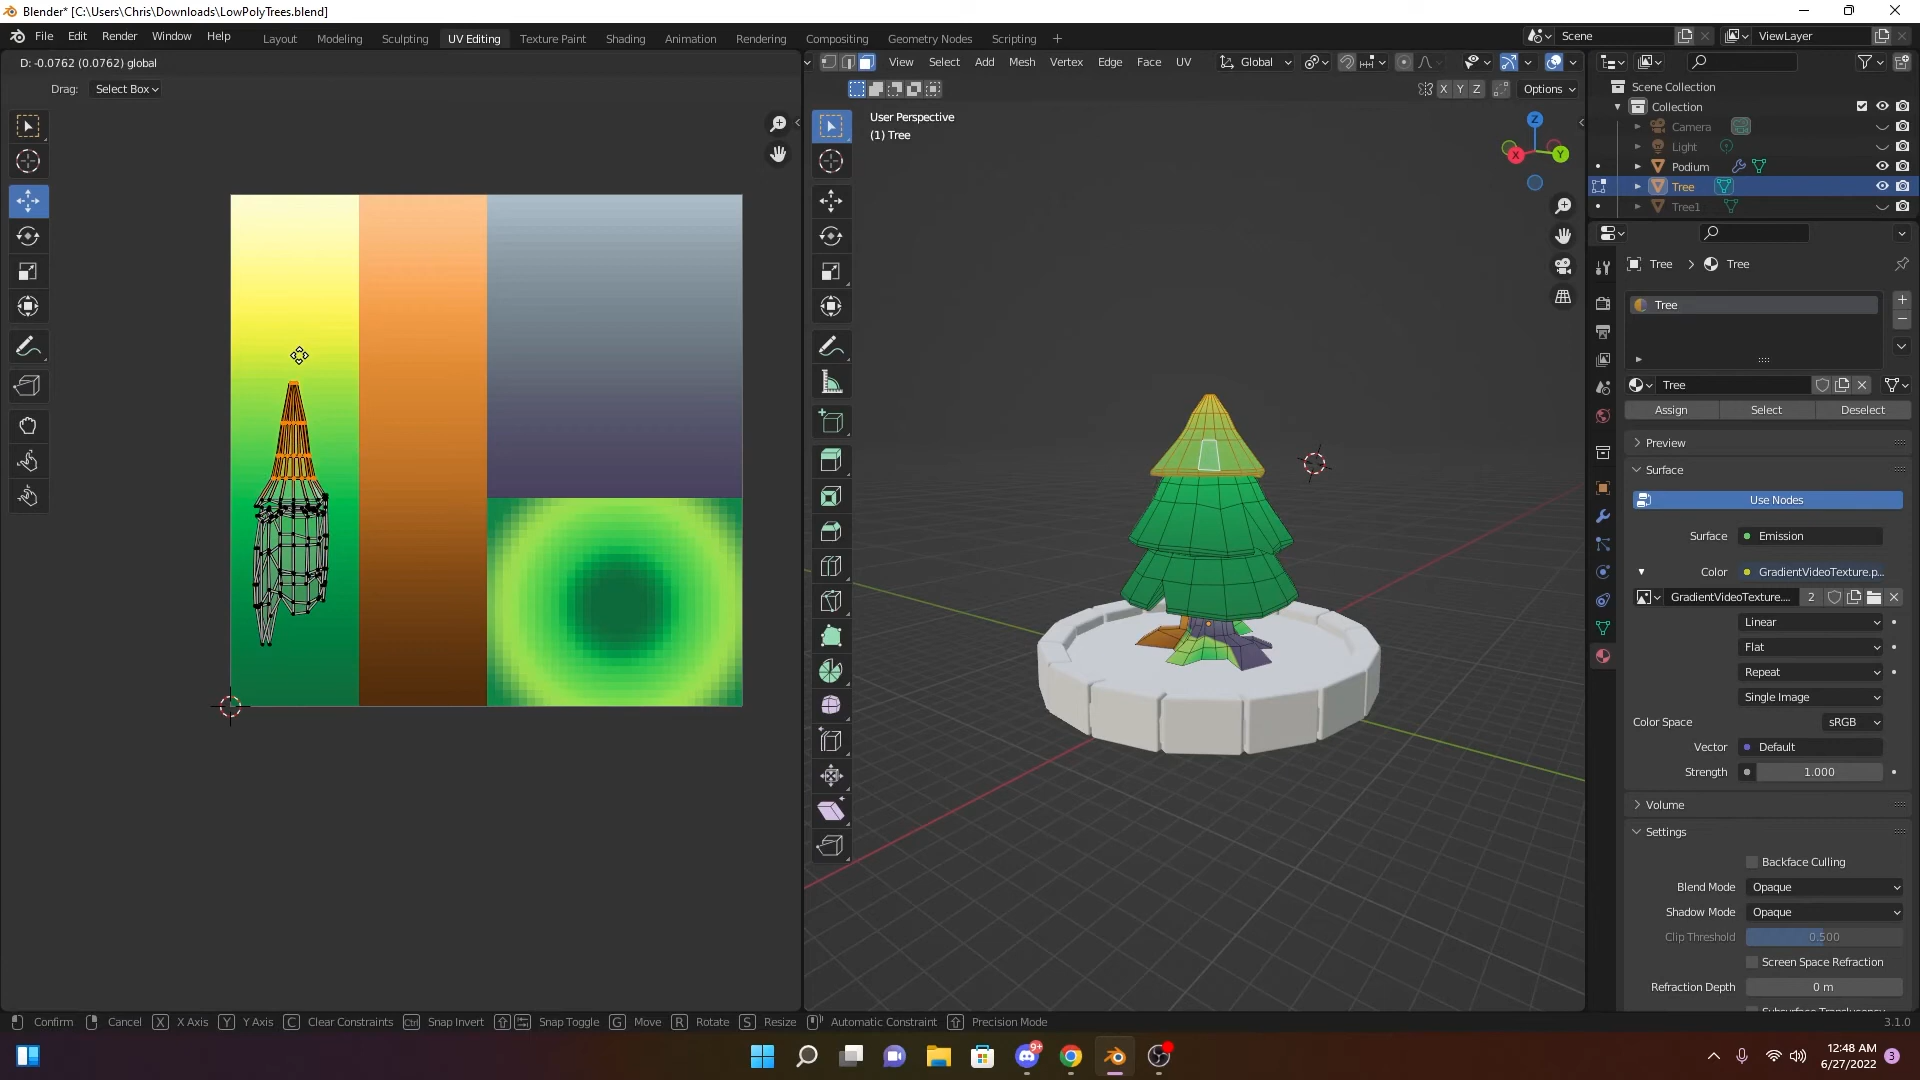 Blender* [C:\Users\Chris\Downloads\LowPolyTrees.blend]
File Edit Render Window Help Layout Modeling Sculpting UV Editing Texture Paint Shading Animation Rendering Compositing Geometry Nodes Scripting + Scene ViewLayer
D: -0.0762 (0.0762) global
View Select Add Mesh Vertex Edge Face UV Global
Drag: Select Box
X Y Z Options
Scene Collection
Collection
Camera
Light
Podium
Tree
Tree1
User Perspective
(1) Tree
Z
X
Y
Tree > Tree
Tree
Tree
Assign Select Deselect
Preview
Surface
Use Nodes
Surface Emission
Color GradientVideoTexture.p...
GradientVideoTexture.... 2
Linear
Flat
Repeat
Single Image
Color Space sRGB
Vector Default
Strength 1.000
Volume
Settings
Backface Culling
Blend Mode Opaque
Shadow Mode Opaque
Clip Threshold 0.500
Screen Space Refraction
Refraction Depth 0 m
Confirm Cancel X X Axis Y Y Axis C Clear Constraints Ctrl Snap Invert Snap Toggle G Move R Rotate S Resize Automatic Constraint Precision Mode 3.1.0
9+
12:48 AM
6/27/2022
3